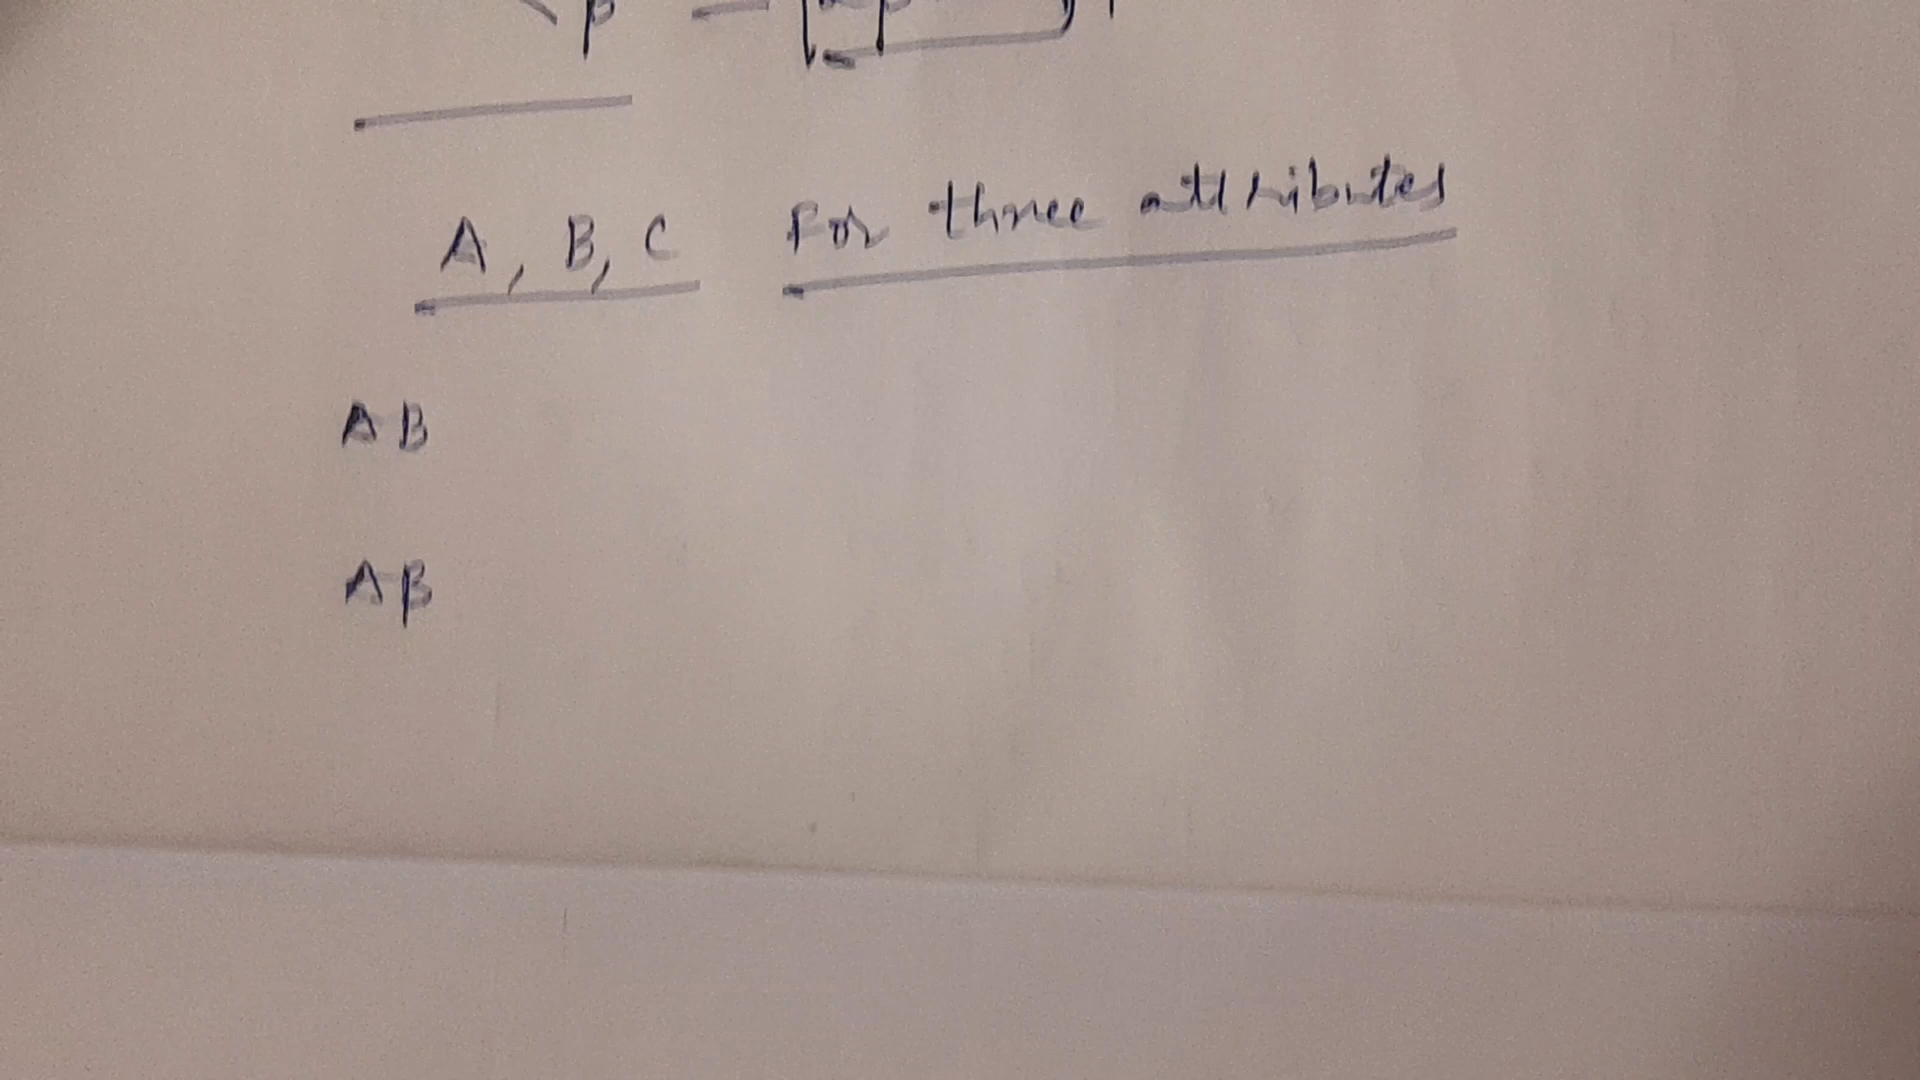 β =
A, B, C For three attributes
AB
Aβ